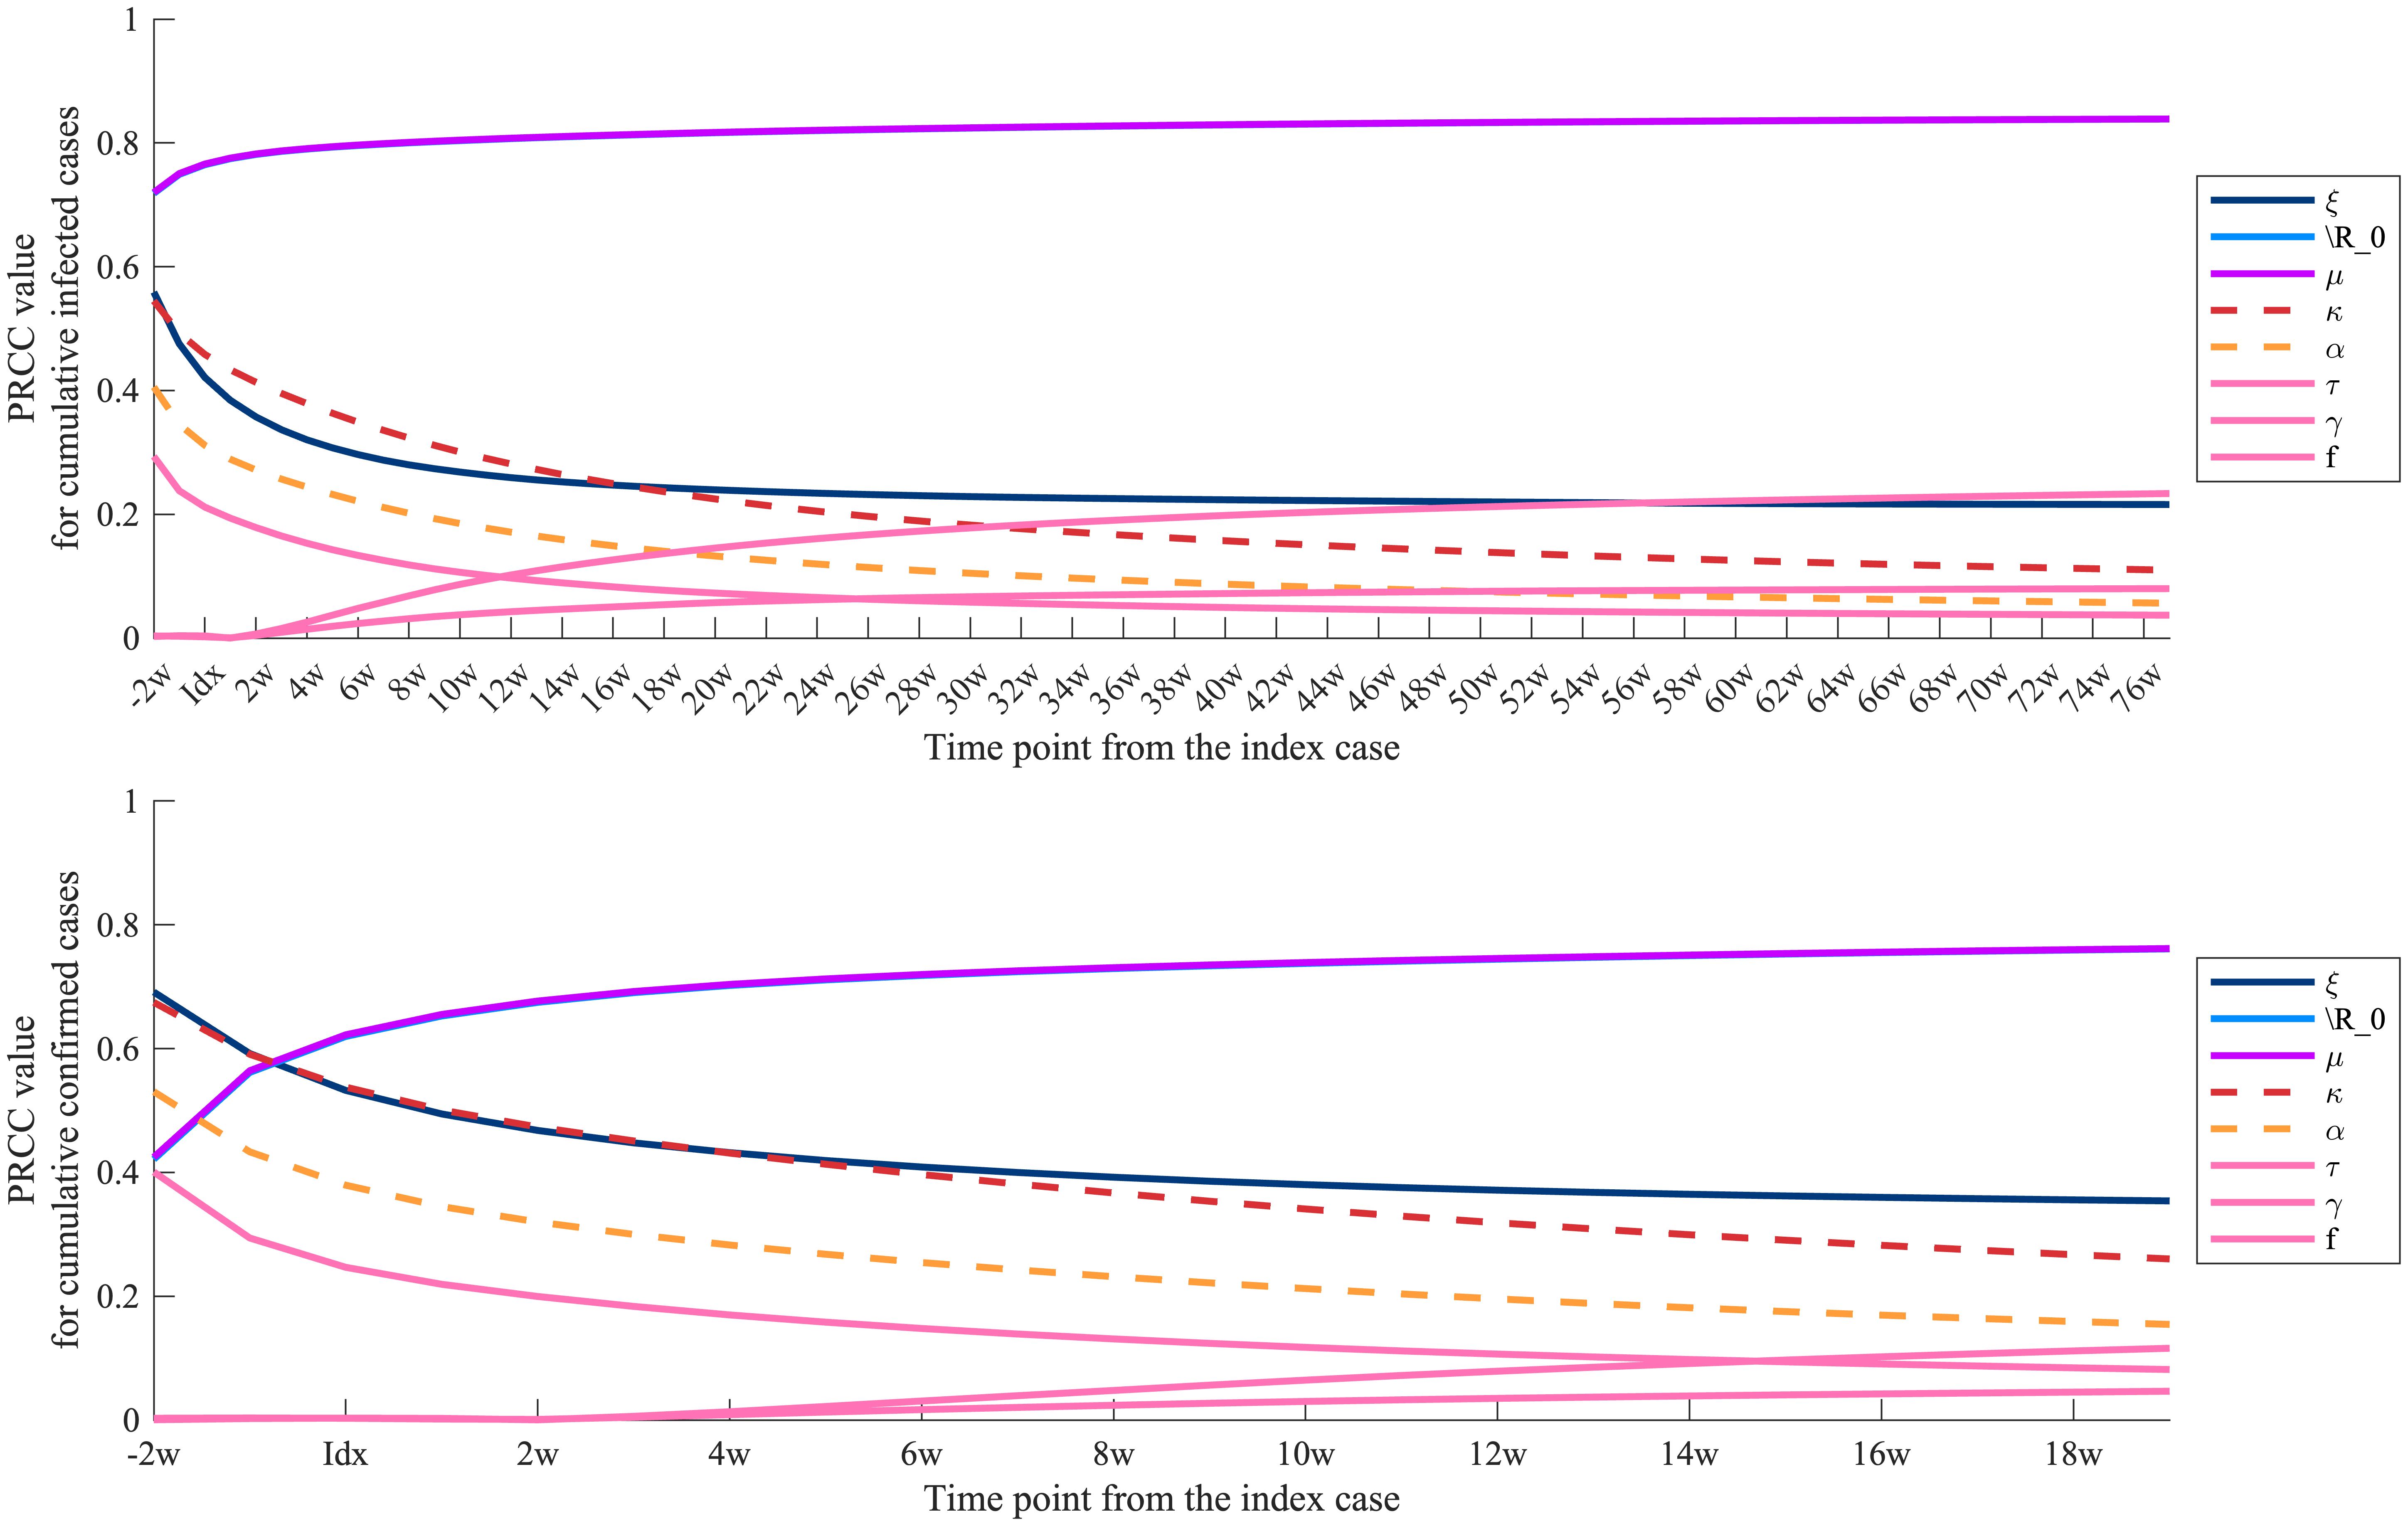 PRCC value
for cumulative infected cases
1
0.8
0.6
0.4
0.2
0
-2w Idx 2w 4w 6w 8w 10w 12w 14w 16w 18w 20w 22w 24w 26w 28w 30w 32w 34w 36w 38w 40w 42w 44w 46w 48w 50w 52w 54w 56w 58w 60w 62w 64w 66w 68w 70w 72w 74w 76w
Time point from the index case
ξ
\R_0
μ
κ
α
τ
γ
f
PRCC value
for cumulative confirmed cases
1
0.8
0.6
0.4
0.2
0
-2w Idx 2w 4w 6w 8w 10w 12w 14w 16w 18w
Time point from the index case
ξ
\R_0
μ
κ
α
τ
γ
f